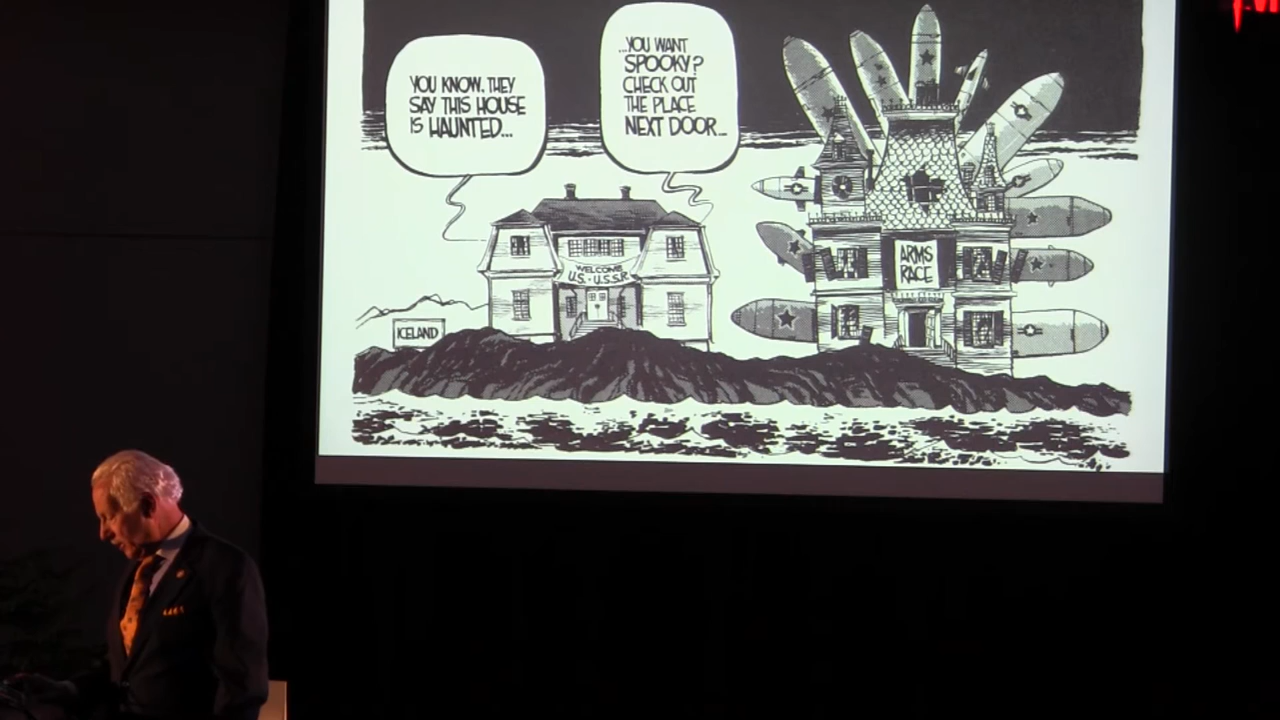 YOU KNOW, THEY
SAY THIS HOUSE
IS HAUNTED...
...YOU WANT
SPOOKY?
CHECK OUT
THE PLACE
NEXT DOOR...
WELCOME
U.S.-U.S.S.R.
ARMS
RACE
ICELAND